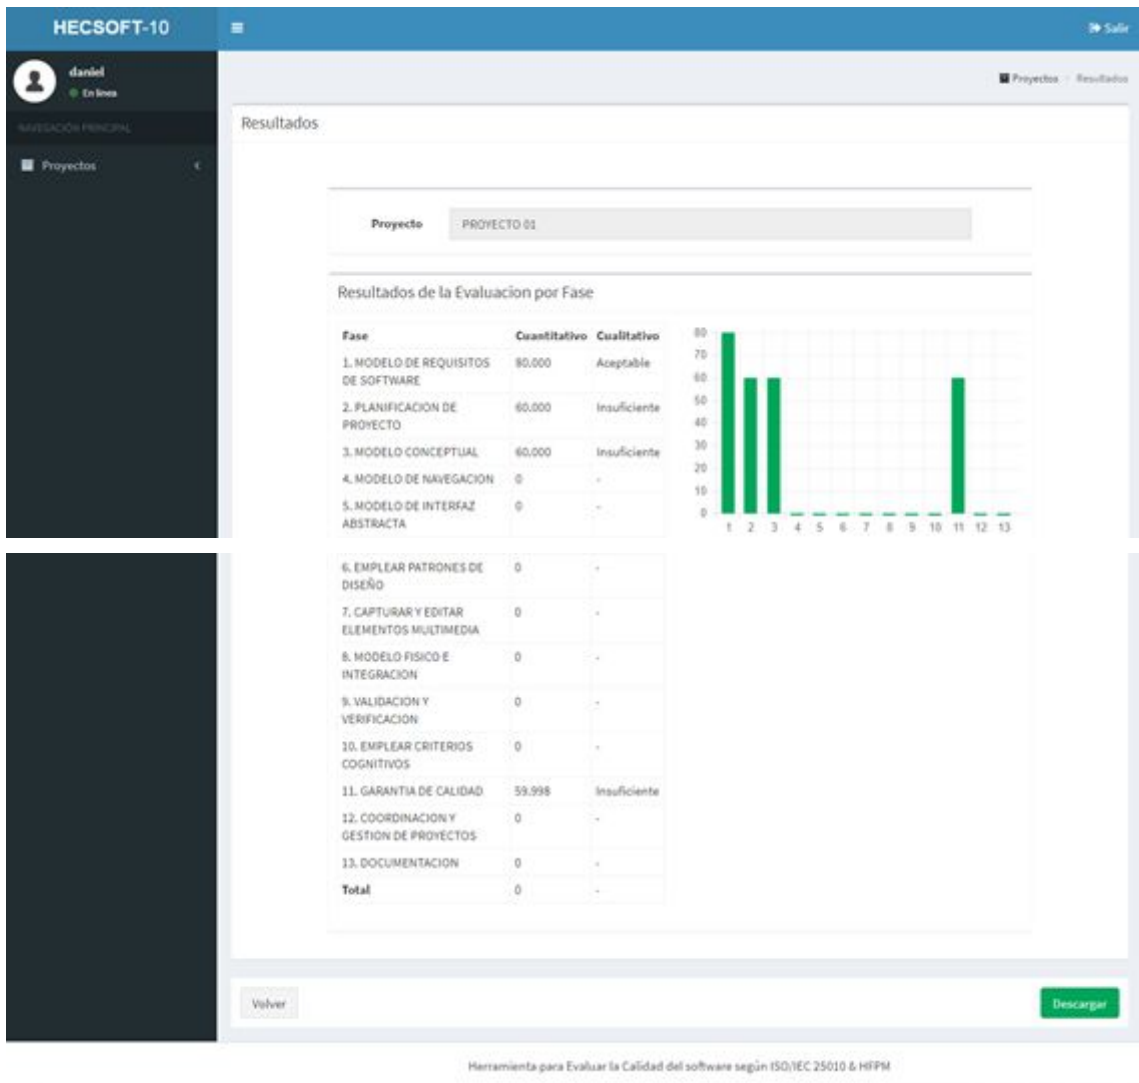 HECSOFT-10
Salir
daniel
En linea
Proyectos Resultados
NAVEGACIÓN PRINCIPAL
Resultados
Proyectos
Proyecto PROYECTO 01
Resultados de la Evaluacion por Fase
Fase Cuantitativo Cualitativo
1. MODELO DE REQUISITOS 80.000 Aceptable
DE SOFTWARE
2. PLANIFICACION DE 60.000 Insuficiente
PROYECTO
3. MODELO CONCEPTUAL 60.000 Insuficiente
4. MODELO DE NAVEGACION 0 -
5. MODELO DE INTERFAZ 0 -
ABSTRACTA
80
70
60
50
40
30
20
10
0
1 2 3 4 5 6 7 8 9 10 11 12 13
6. EMPLEAR PATRONES DE 0 -
DISEÑO
7. CAPTURAR Y EDITAR 0 -
ELEMENTOS MULTIMEDIA
8. MODELO FISICO E 0 -
INTEGRACION
9. VALIDACION Y 0 -
VERIFICACION
10. EMPLEAR CRITERIOS 0 -
COGNITIVOS
11. GARANTIA DE CALIDAD 59.998 Insuficiente
12. COORDINACION Y 0 -
GESTION DE PROYECTOS
13. DOCUMENTACION 0 -
Total 0 -
Volver
Descargar
Herramienta para Evaluar la Calidad del software según ISO/IEC 25010 & HFPM